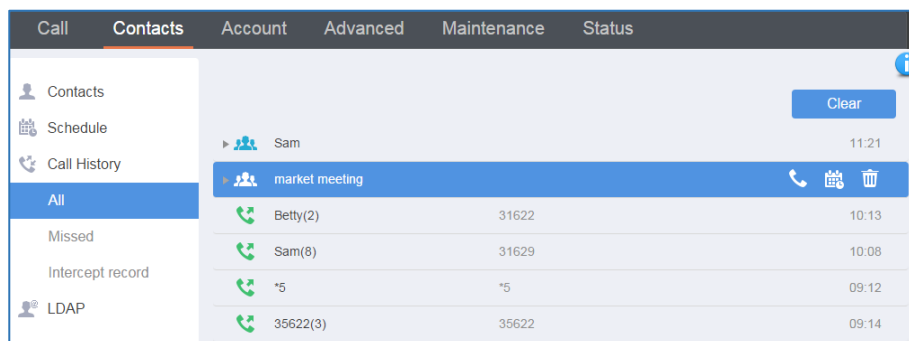 Call Contacts Account Advanced Maintenance Status
Contacts
Schedule
Call History
All
Missed
Intercept record
LDAP
Clear
Sam 11:21
market meeting
Betty(2) 31622 10:13
Sam(8) 31629 10:08
*5 *5 09:12
35622(3) 35622 09:14